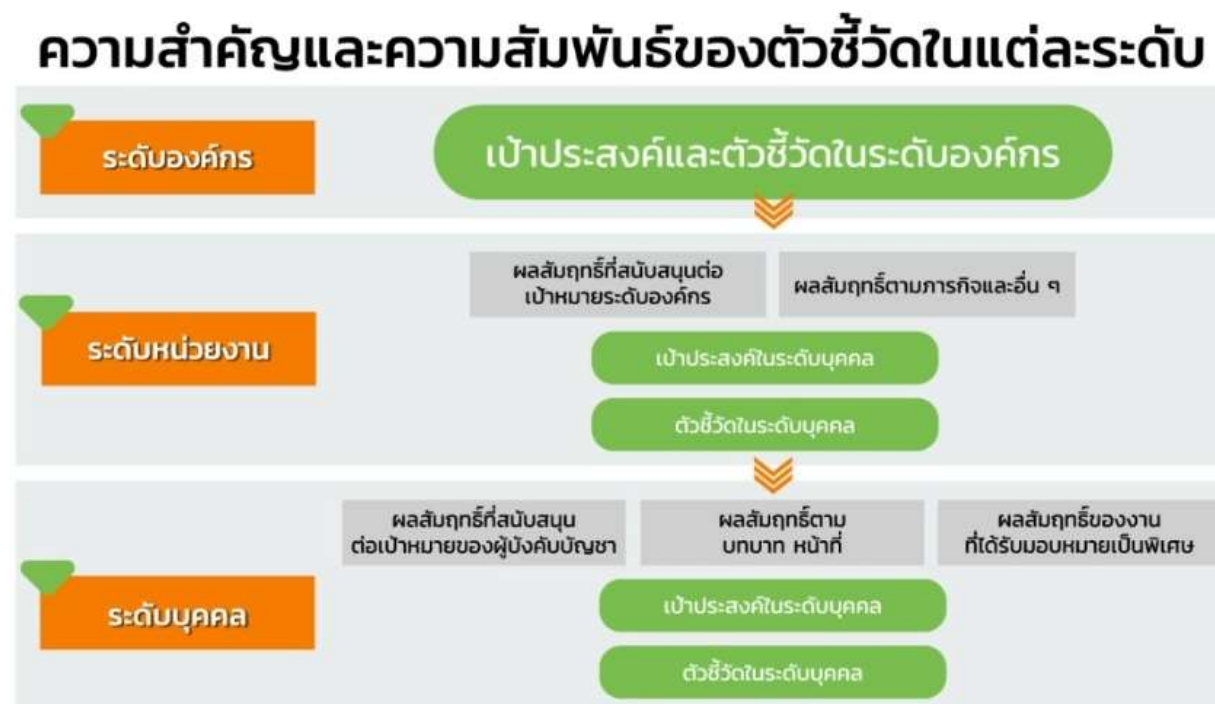 ความสำคัญและความสัมพันธ์ของตัวชี้วัดในแต่ละระดับ
ระดับองค์กร
เป้าประสงค์และตัวชี้วัดในระดับองค์กร
ระดับหน่วยงาน
ผลสัมฤทธิ์ที่สนับสนุนต่อ
เป้าหมายระดับองค์กร
ผลสัมฤทธิ์ตามภารกิจและอื่น ๆ
เป้าประสงค์ในระดับบุคคล
ตัวชี้วัดในระดับบุคคล
ระดับบุคคล
ผลสัมฤทธิ์ที่สนับสนุน
ต่อเป้าหมายของผู้บังคับบัญชา
ผลสัมฤทธิ์ตาม
บทบาท หน้าที่
ผลสัมฤทธิ์ของงาน
ที่ได้รับมอบหมายเป็นพิเศษ
เป้าประสงค์ในระดับบุคคล
ตัวชี้วัดในระดับบุคคล